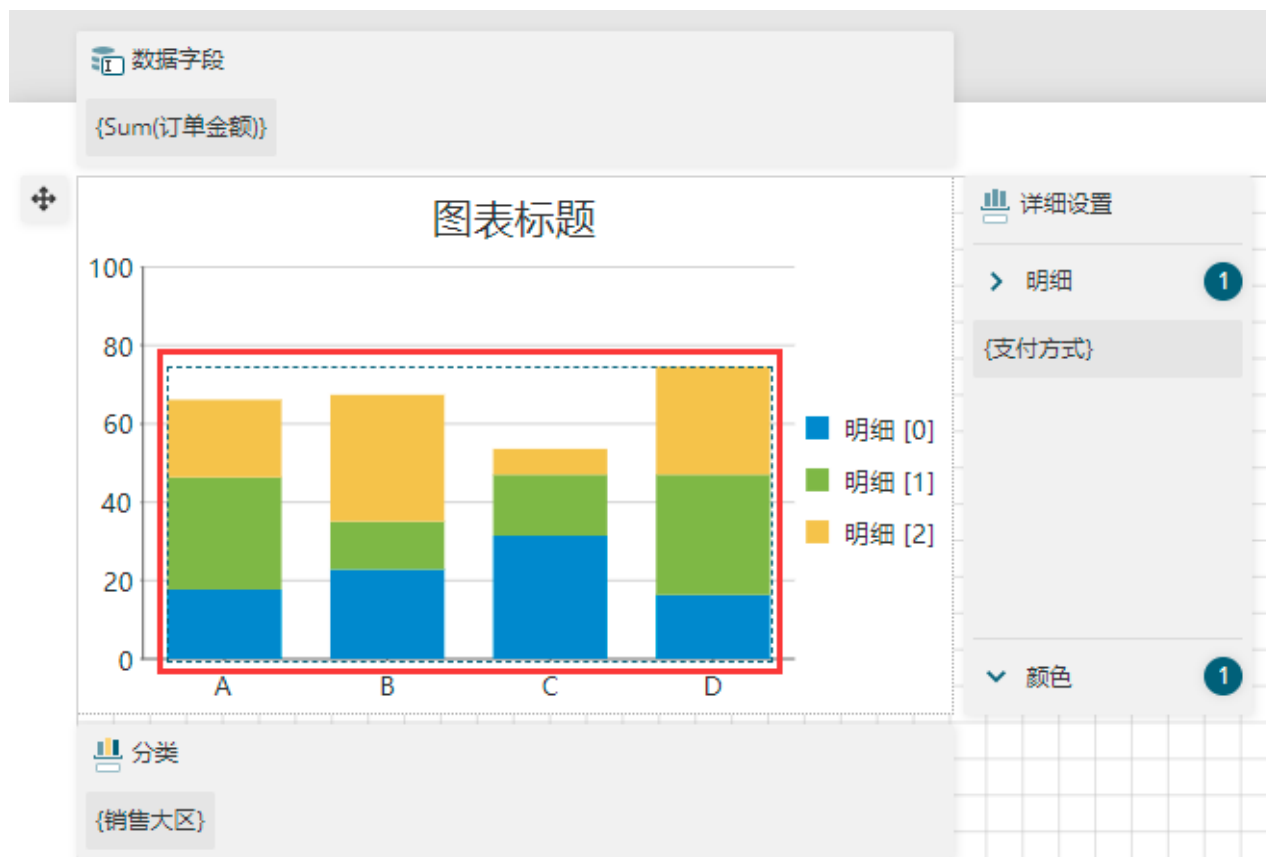 数据字段
{Sum(订单金额)}
图表标题
详细设置
明细 1
{支付方式}
100
80
60
40
20
0
A B C D
明细 [0]
明细 [1]
明细 [2]
颜色 1
分类
{销售大区}